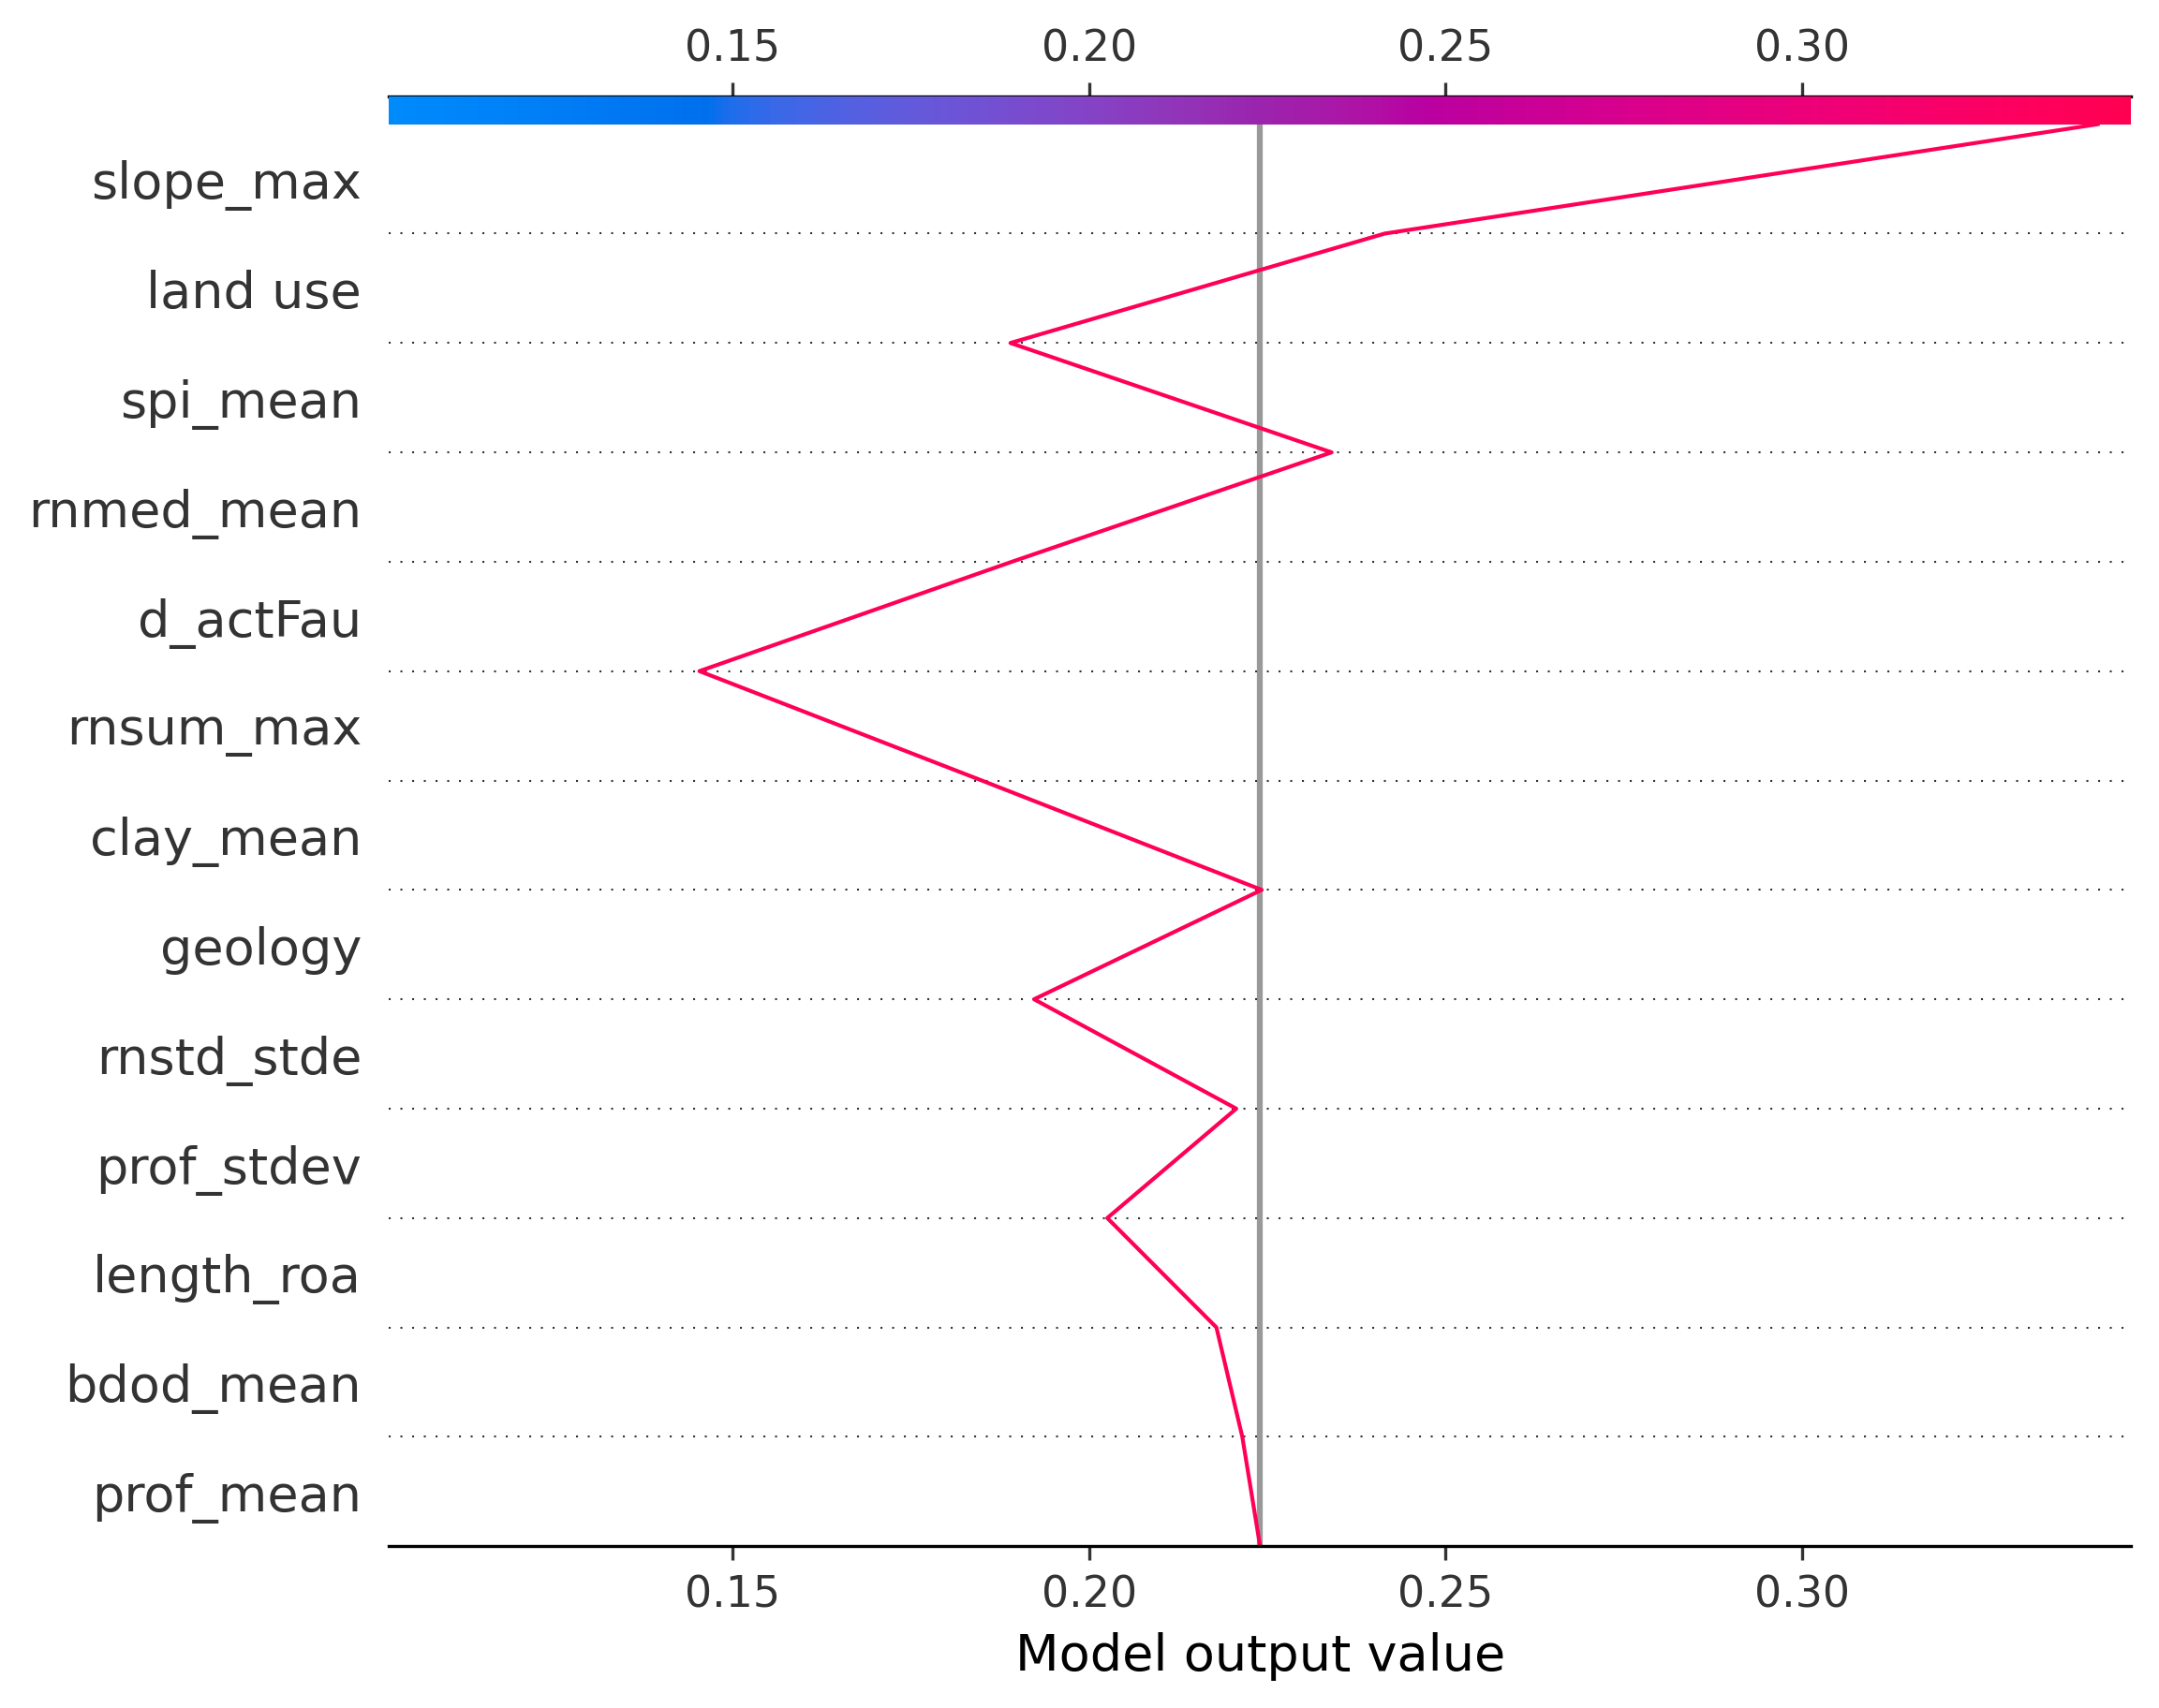 0.15 0.20 0.25 0.30
slope_max
land use
spi_mean
rnmed_mean
d_actFau
rnsum_max
clay_mean
geology
rnstd_stde
prof_stdev
length_roa
bdod_mean
prof_mean
0.15 0.20 0.25 0.30
Model output value